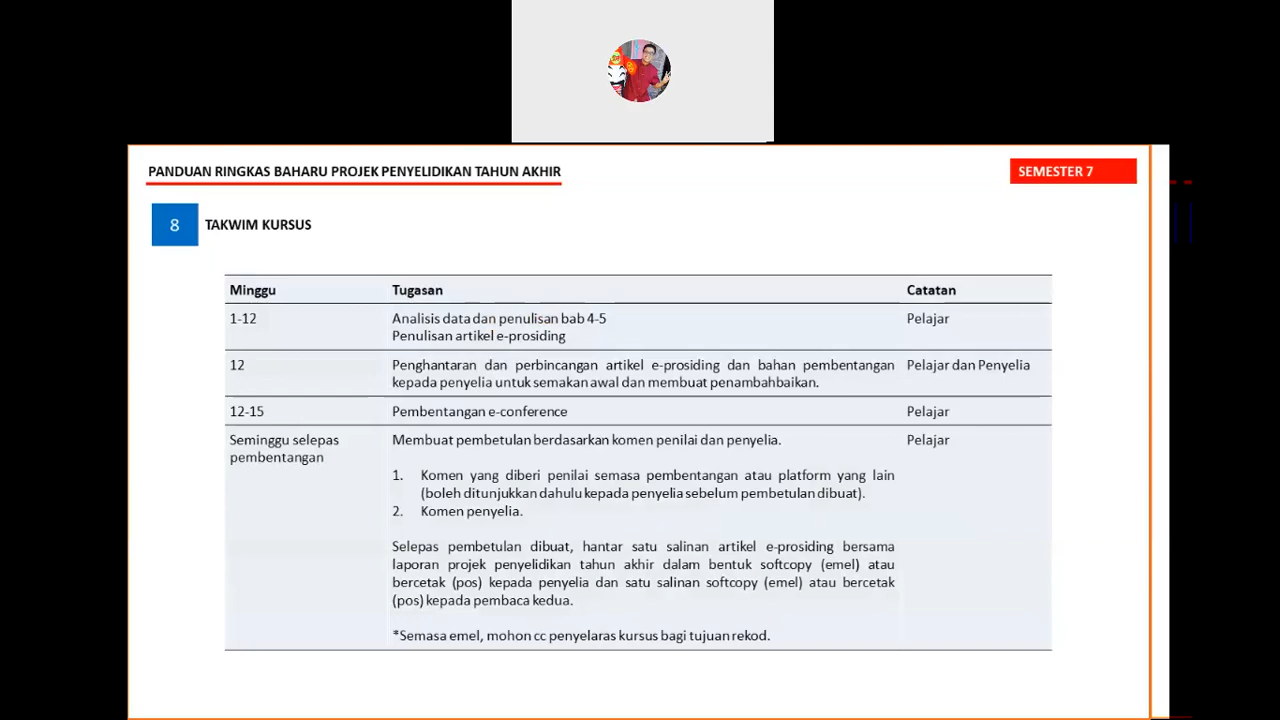 PANDUAN RINGKAS BAHARU PROJEK PENYELIDIKAN TAHUN AKHIR
SEMESTER 7
8
TAKWIM KURSUS
Minggu Tugasan Catatan
1-12 Analisis data dan penulisan bab 4-5 Pelajar
Penulisan artikel e-prosiding
12 Penghantaran dan perbincangan artikel e-prosiding dan bahan pembentangan Pelajar dan Penyelia
kepada penyelia untuk semakan awal dan membuat penambahbaikan.
12-15 Pembentangan e-conference Pelajar
Seminggu selepas Membuat pembetulan berdasarkan komen penilai dan penyelia. Pelajar
pembentangan
1. Komen yang diberi penilai semasa pembentangan atau platform yang lain
(boleh ditunjukkan dahulu kepada penyelia sebelum pembetulan dibuat).
2. Komen penyelia.
Selepas pembetulan dibuat, hantar satu salinan artikel e-prosiding bersama
laporan projek penyelidikan tahun akhir dalam bentuk softcopy (emel) atau
bercetak (pos) kepada penyelia dan satu salinan softcopy (emel) atau bercetak
(pos) kepada pembaca kedua.
*Semasa emel, mohon cc penyelaras kursus bagi tujuan rekod.